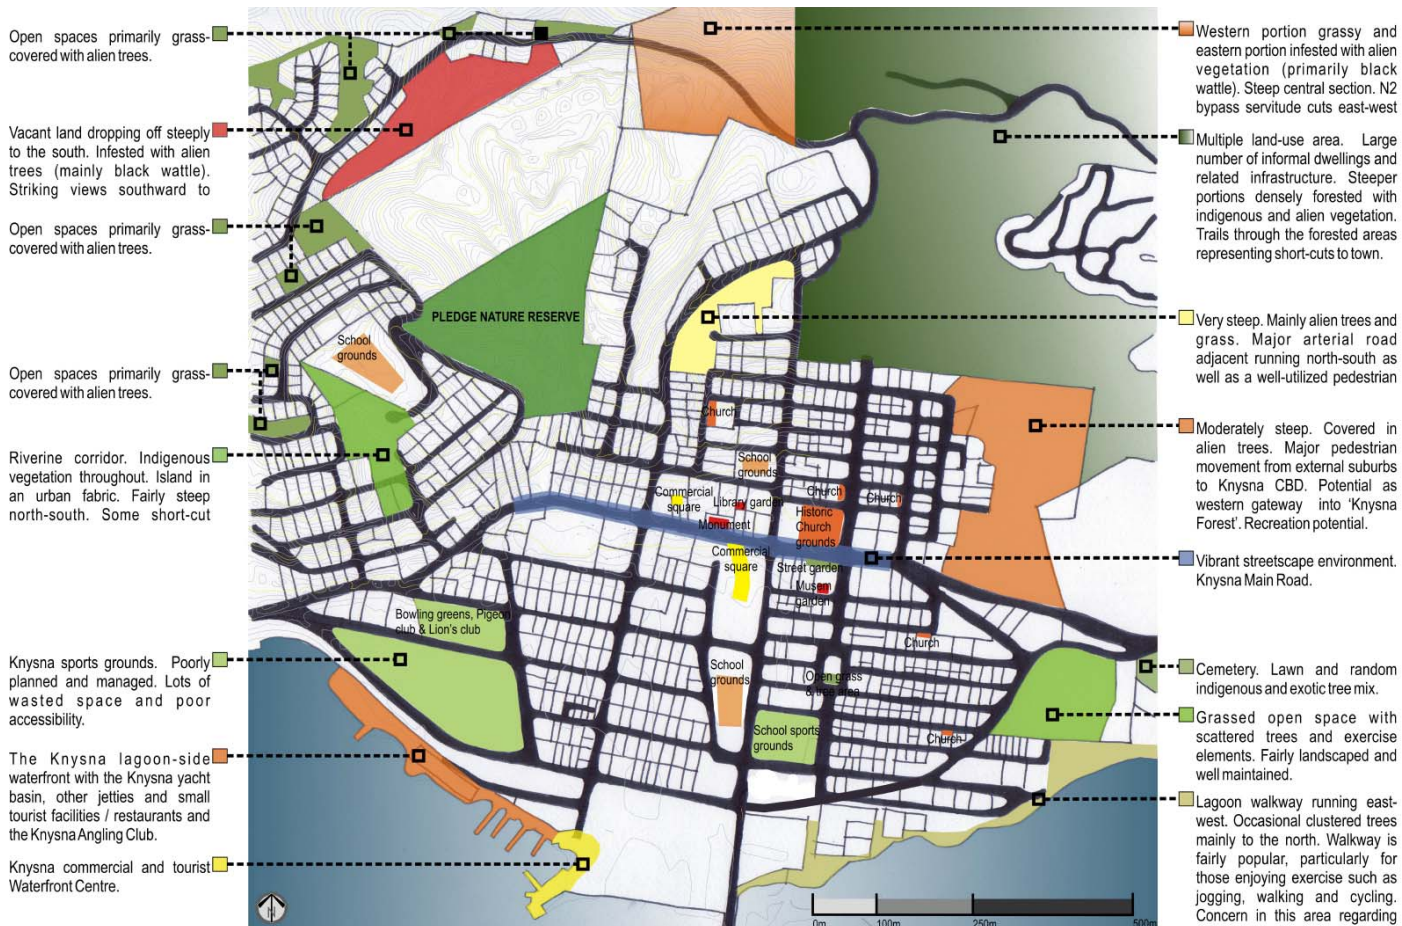 Open spaces primarily grass-
covered with alien trees.
Vacant land dropping off steeply
to the south. Infested with alien
trees (mainly black wattle).
Striking views southward to
Open spaces primarily grass-
covered with alien trees.
Open spaces primarily grass-
covered with alien trees.
Riverine corridor. Indigenous
vegetation throughout. Island in
an urban fabric. Fairly steep
north-south. Some short-cut
Knysna sports grounds. Poorly
planned and managed. Lots of
wasted space and poor
accessibility.
The Knysna lagoon-side
waterfront with the Knysna yacht
basin, other jetties and small
tourist facilities / restaurants and
the Knysna Angling Club.
Knysna commercial and tourist
Waterfront Centre.
PLEDGE NATURE RESERVE
School
grounds
Church
School
grounds
Commercial
square
Library garden
Monument
Church
Church
Historic
Church
grounds
Commercial
square
Street garden
Musem
garden
Bowling greens, Pigeon
club & Lion's club
Church
School
grounds
(Open grass
& tree area
School sports
grounds
Church
N
0m
100m
250m
500m
Western portion grassy and
eastern portion infested with alien
vegetation (primarily black
wattle). Steep central section. N2
bypass servitude cuts east-west
Multiple land-use area. Large
number of informal dwellings and
related infrastructure. Steeper
portions densely forested with
indigenous and alien vegetation.
Trails through the forested areas
representing short-cuts to town.
Very steep. Mainly alien trees and
grass. Major arterial road
adjacent running north-south as
well as a well-utilized pedestrian
Moderately steep. Covered in
alien trees. Major pedestrian
movement from external suburbs
to Knysna CBD. Potential as
western gateway into ‘Knysna
Forest’. Recreation potential.
Vibrant streetscape environment.
Knysna Main Road.
Cemetery. Lawn and random
indigenous and exotic tree mix.
Grassed open space with
scattered trees and exercise
elements. Fairly landscaped and
well maintained.
Lagoon walkway running east-
west. Occasional clustered trees
mainly to the north. Walkway is
fairly popular, particularly for
those enjoying exercise such as
jogging, walking and cycling.
Concern in this area regarding